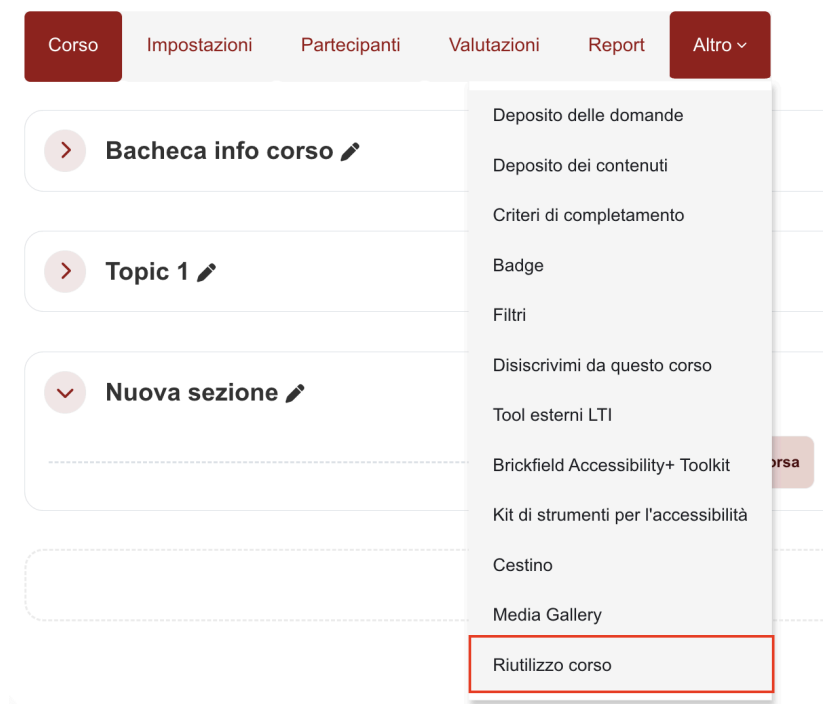 Corso Impostazioni Partecipanti Valutazioni Report Altro
Deposito delle domande
Bacheca info corso
Deposito dei contenuti
Criteri di completamento
Badge
Topic 1
Filtri
Disiscrivimi da questo corso
Nuova sezione
Tool esterni LTI
Brickfield Accessibility+ Toolkit
Kit di strumenti per l'accessibilità
Cestino
Media Gallery
Riutilizzo corso